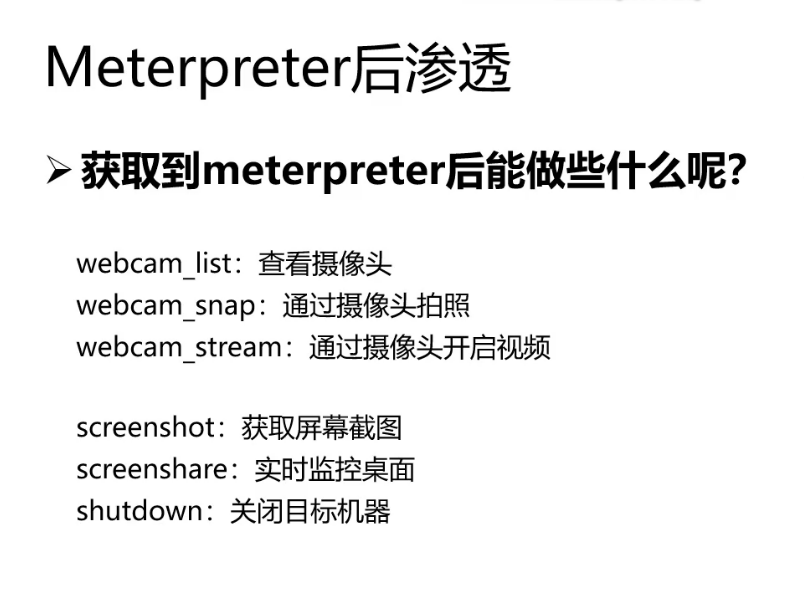 Meterpreter后渗透
➢ 获取到meterpreter后能做些什么呢?
webcam_list：查看摄像头
webcam_snap：通过摄像头拍照
webcam_stream：通过摄像头开启视频
screenshot：获取屏幕截图
screenshare：实时监控桌面
shutdown：关闭目标机器